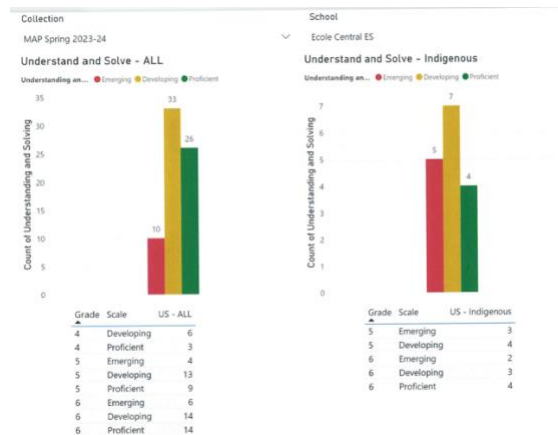 Collection
MAP Spring 2023-24
School
Ecole Central ES
Understand and Solve - ALL
Understanding an... Emerging Developing Proficient
Count of Understanding and Solving
35
30
25
20
15
10
5
0
10
33
26
Grade Scale US - ALL
4 Developing 6
4 Proficient 3
5 Emerging 4
5 Developing 13
5 Proficient 9
6 Emerging 6
6 Developing 14
6 Proficient 14
Understand and Solve - Indigenous
Understanding an... Emerging Developing Proficient
Count of Understanding and Solving
7
6
5
4
3
2
1
0
5
7
4
Grade Scale US - Indigenous
5 Emerging 3
5 Developing 4
6 Emerging 2
6 Developing 3
6 Proficient 4